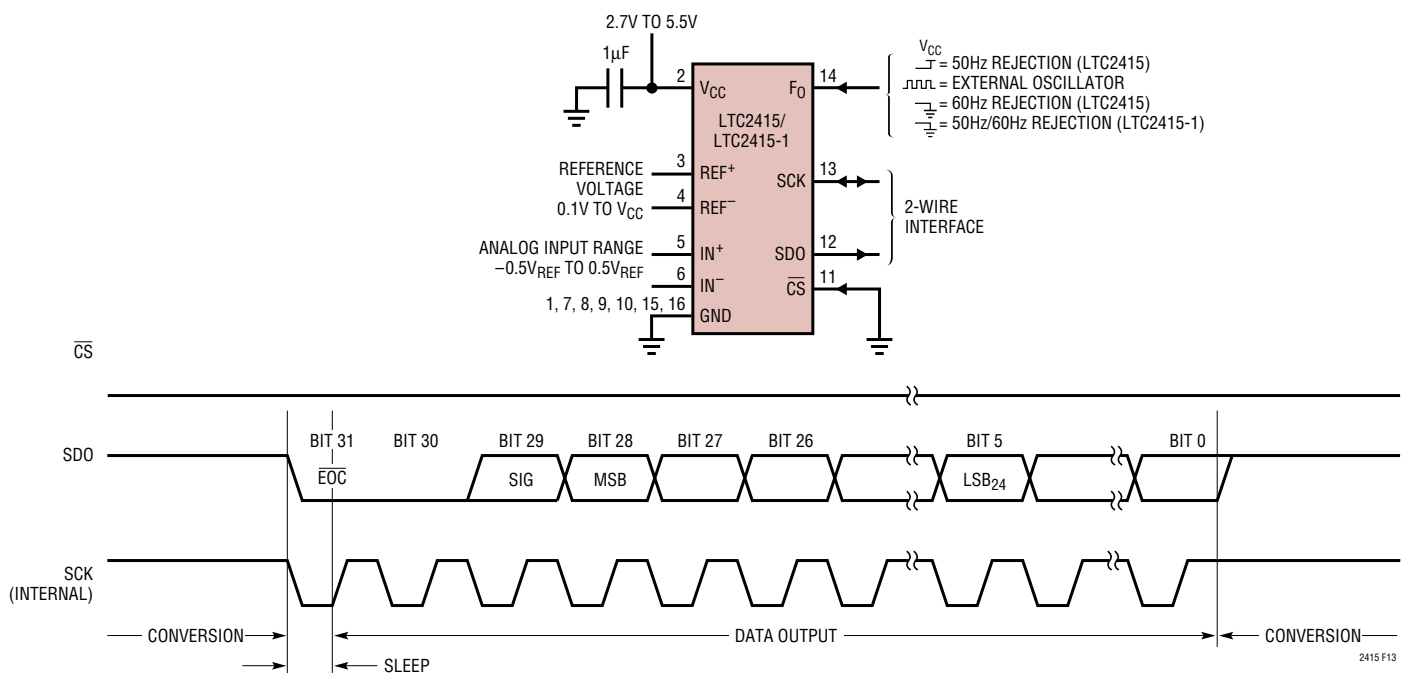 2.7V TO 5.5V
1µF
2
VCC
FO
14
LTC2415/
LTC2415-1
VCC
= 50Hz REJECTION (LTC2415)
= EXTERNAL OSCILLATOR
= 60Hz REJECTION (LTC2415)
= 50Hz/60Hz REJECTION (LTC2415-1)
REFERENCE
VOLTAGE
0.1V TO VCC
3
REF+
4
REF−
SCK
13
2-WIRE
INTERFACE
ANALOG INPUT RANGE
−0.5VREF TO 0.5VREF
5
IN+
6
IN−
SDO
12
CS
11
1, 7, 8, 9, 10, 15, 16
GND
CS
SDO
BIT 31
BIT 30
BIT 29
BIT 28
BIT 27
BIT 26
BIT 5
BIT 0
EOC
SIG
MSB
LSB24
SCK
(INTERNAL)
CONVERSION
DATA OUTPUT
CONVERSION
SLEEP
2415 F13